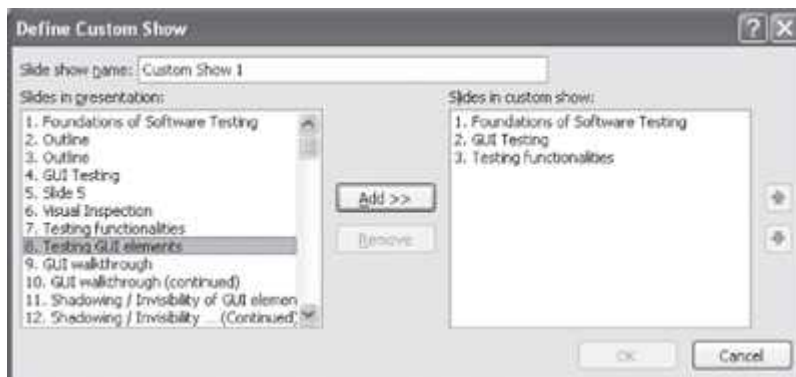 Define Custom Show
Slide show name: Custom Show 1
Slides in presentation:
1. Foundations of Software Testing
2. Outline
3. Outline
4. GUI Testing
5. Slide 5
6. Visual Inspection
7. Testing functionalities
8. Testing GUI elements
9. GUI walkthrough
10. GUI walkthrough (continued)
11. Shadowing / Invisibility of GUI elemen
12. Shadowing / Invisibility ... (Continued)
Add >>
Remove
Slides in custom show:
1. Foundations of Software Testing
2. GUI Testing
3. Testing functionalities
OK
Cancel